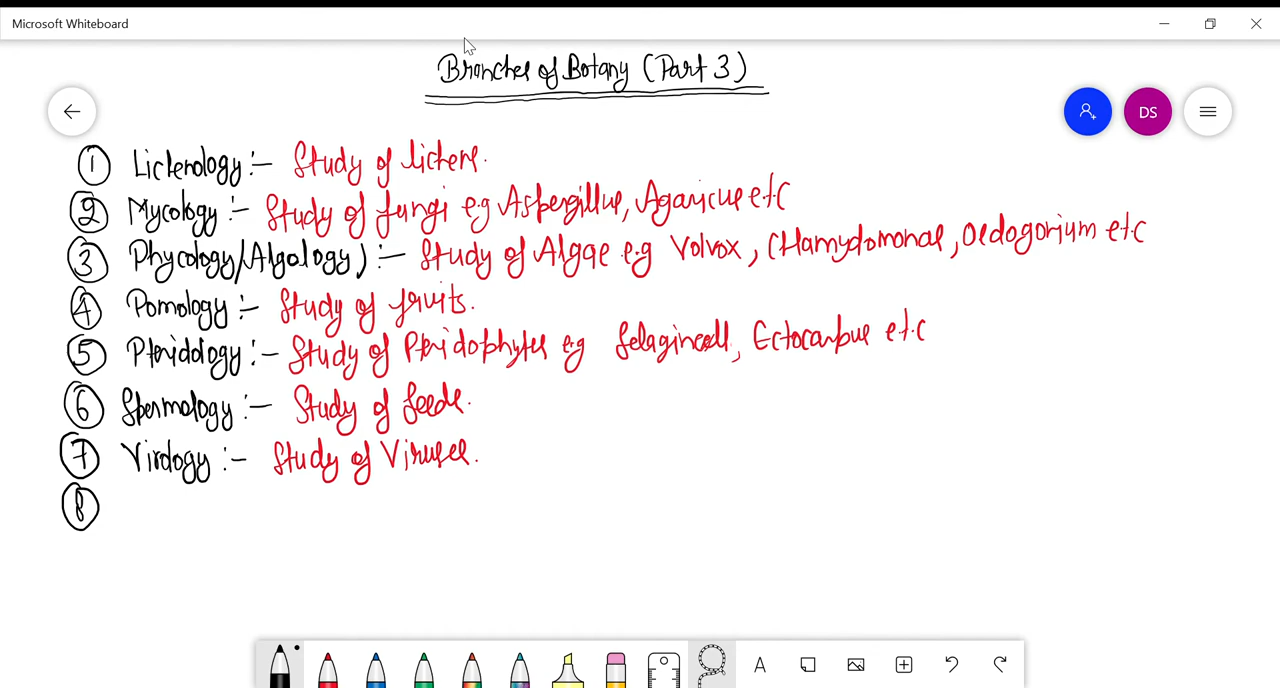 Microsoft Whiteboard
Branches of Botany (Part 3)
DS
① Lichenology :- Study of lichens.
② Mycology :- Study of fungi e.g Aspergillus, Agaricus etc
③ Phycology/Algology) :- Study of Algae e.g Volvox, Chlamydomonas, Oedogonium etc
④ Pomology :- Study of fruits.
⑤ Pteridology :- Study of Pteridophytes eg Selaginell, Ectocarpus etc
⑥ Spermology :- Study of Seeds.
⑦ Virology :- Study of Viruses.
⑧
A